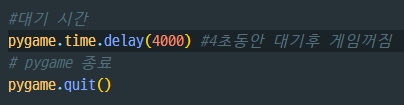 #대기 시간
pygame.time.delay(4000) #4초동안 대기후 게임꺼짐
# pygame 종료
pygame.quit()